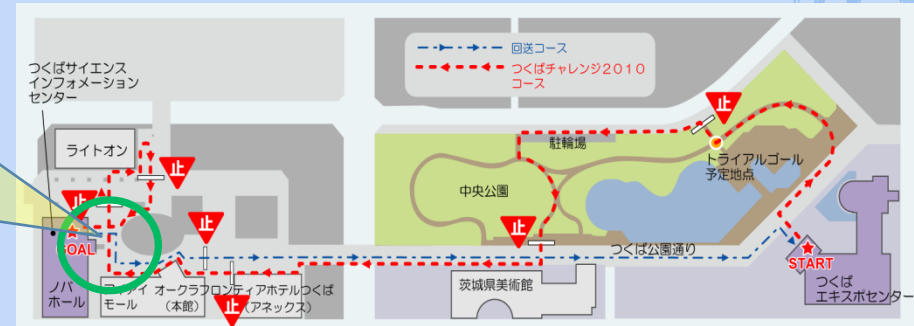 回送コース
つくばチャレンジ2010
コース
つくばサイエンス
インフォメーション
センター
ライトオン
止
止
止
止
止
止
駐輪場
トライアルゴール
予定地点
中央公園
つくば公園通り
GOAL
START
ノバ
ホール
モール
オークラフロンティアホテルつくば
(本館)
(アネックス)
茨城県美術館
つくば
エキスポセンター